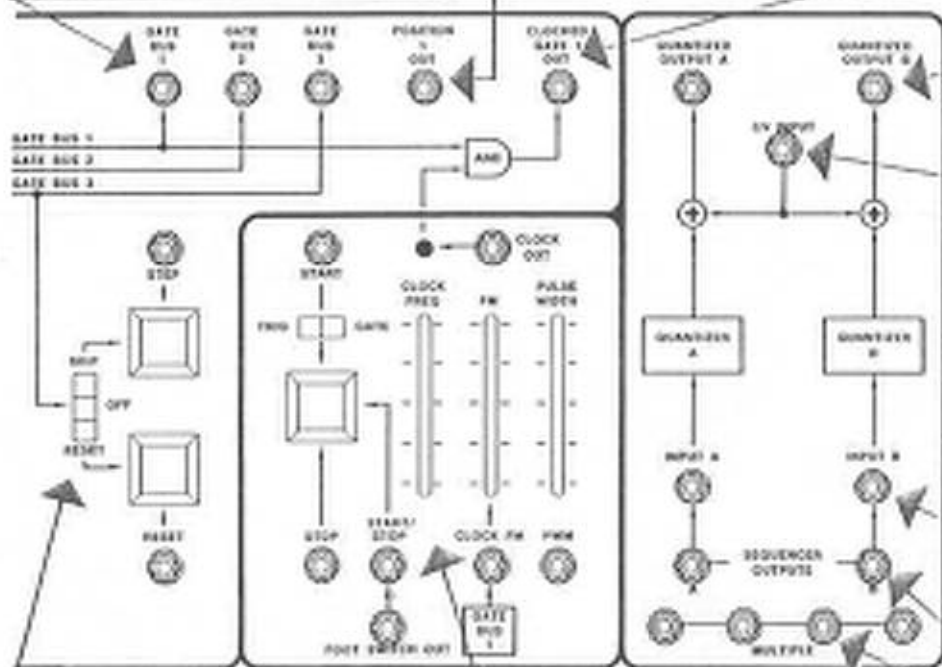 GATE
BUS
1
GATE
BUS
2
GATE
BUS
3
POSITION
1
OUT
CLOCKED
GATE 1
OUT
QUANTIZED
OUTPUT A
QUANTIZED
OUTPUT B
C/V INPUT
GATE BUS 1
GATE BUS 2
GATE BUS 3
AND
STEP
START
CLOCK
OUT
CLOCK
FREQ
FM
PULSE
WIDTH
TRIG
GATE
QUANTIZER
A
QUANTIZER
B
SKIP
OFF
RESET
INPUT A
INPUT B
RESET
STOP
START/
STOP
CLOCK FM
PWM
SEQUENCER
OUTPUTS
A
B
GATE
BUS
1
FOOT SWITCH OUT
MULTIPLE